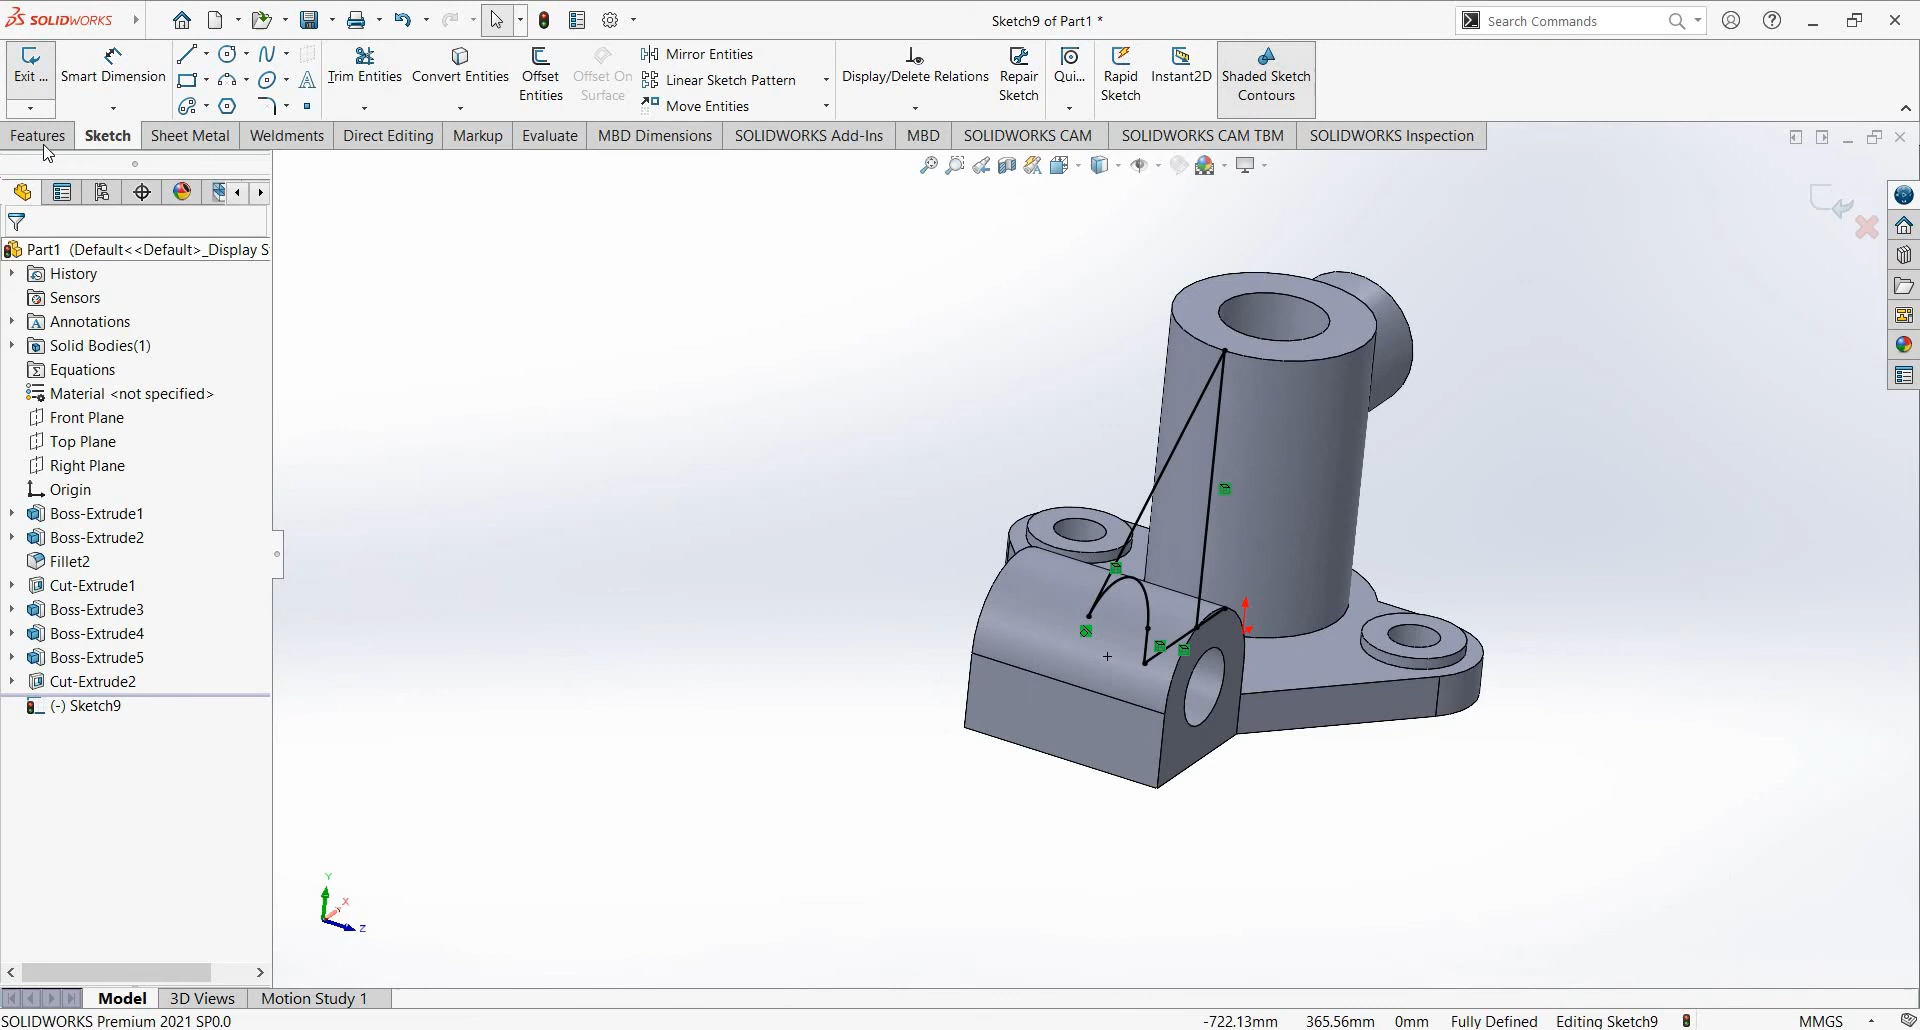 SOLIDWORKS
Sketch9 of Part1 *
Search Commands
Exit ...
Smart Dimension
Trim Entities
Convert Entities
Offset Entities
Offset On Surface
Mirror Entities
Linear Sketch Pattern
Move Entities
Display/Delete Relations
Repair Sketch
Qui...
Rapid Sketch
Instant2D
Shaded Sketch Contours
Features
Sketch
Sheet Metal
Weldments
Direct Editing
Markup
Evaluate
MBD Dimensions
SOLIDWORKS Add-Ins
MBD
SOLIDWORKS CAM
SOLIDWORKS CAM TBM
SOLIDWORKS Inspection
Part1 (Default<<Default>_Display S
History
Sensors
Annotations
Solid Bodies(1)
Equations
Material <not specified>
Front Plane
Top Plane
Right Plane
Origin
Boss-Extrude1
Boss-Extrude2
Fillet2
Cut-Extrude1
Boss-Extrude3
Boss-Extrude4
Boss-Extrude5
Cut-Extrude2
(-) Sketch9
Y
X
Z
Model
3D Views
Motion Study 1
SOLIDWORKS Premium 2021 SP0.0
-722.13mm
365.56mm
0mm
Fully Defined
Editing Sketch9
MMGS